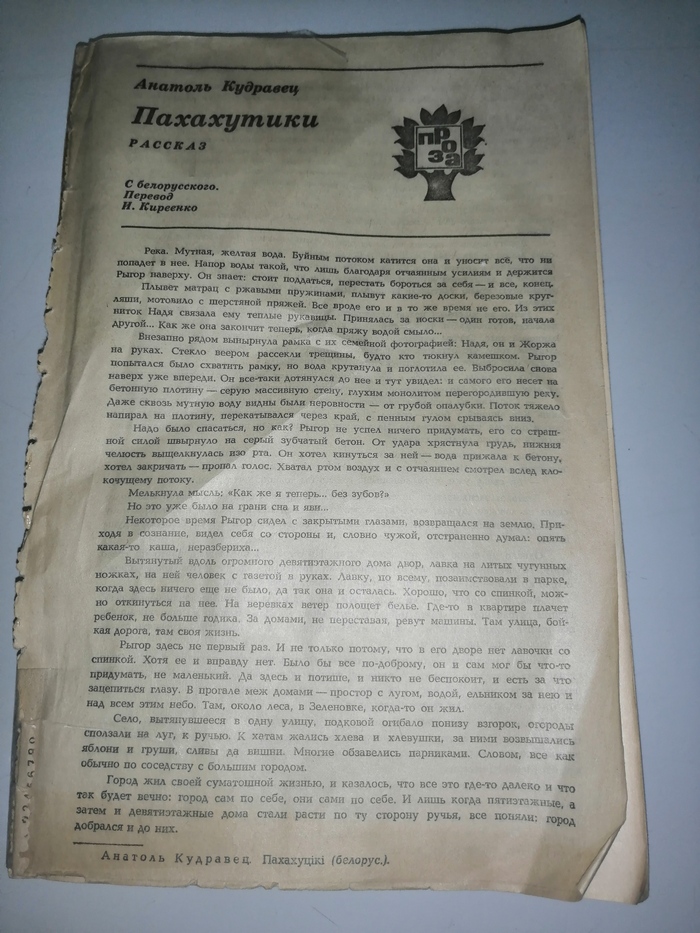 Анатоль Кудравец
Пахахутики
РАССКАЗ
проза
С белорусского.
Перевод
И. Киреенко
Река. Мутная, желтая вода. Буйным потоком катится она и уносит всё, что ни
попадет в нее. Напор воды такой, что лишь благодаря отчаянным усилиям и держится
Рыгор наверху. Он знает: стоит поддаться, перестать бороться за себя — и все, конец.
Плывет матрац с ржавыми пружинами, плывут какие-то доски, березовые круг-
ляши, мотовило с шерстяной пряжей. Все вроде его и в то же время не его. Из этих
ниток Надя связала ему теплые рукавицы. Принялась за носки — один готов, начала
другой... Как же она закончит теперь, когда пряжу водой смыло...
Внезапно рядом вынырнула рамка с их семейной фотографией: Надя, он и Жоржа
на руках. Стекло веером рассекли трещины, будто кто тюкнул камешком. Рыгор
попытался было схватить рамку, но вода крутанула и поглотила ее. Выбросила снова
наверх уже впереди. Он все-таки дотянулся до нее и тут увидел: и самого его несет на
бетонную плотину — серую массивную стену, глухим монолитом перегородившую реку.
Даже сквозь мутную воду видны были неровности — от грубой опалубки. Поток тяжело
напирал на плотину, перекатывался через край, с пенным гулом срываясь вниз.
Надо было спасаться, но как? Рыгор не успел ничего придумать, его со страш-
ной силой швырнуло на серый зубчатый бетон. От удара хрястнула грудь, нижняя
челюсть выщелкнулась изо рта. Он хотел кинуться за ней — вода прижала к бетону,
хотел закричать — пропал голос. Хватал ртом воздух и с отчаянием смотрел вслед кло-
кочущему потоку.
Мелькнула мысль: «Как же я теперь... без зубов?»
Но это уже было на грани сна и яви...
Некоторое время Рыгор сидел с закрытыми глазами, возвращался на землю. При-
ходя в сознание, видел себя со стороны и, словно чужой, отстраненно думал: опять
какая-то каша, неразбериха...
Вытянутый вдоль огромного девятиэтажного дома двор, лавка на литых чугунных
ножках, на ней человек с газетой в руках. Лавку, по всему, позаимствовали в парке,
когда здесь ничего еще не было, да так она и осталась. Хорошо, что со спинкой, мож-
но откинуться на нее. На веревках ветер полощет белье. Где-то в квартире плачет
ребенок, не больше годика. За домами, не переставая, ревут машины. Там улица, бой-
кая дорога, там своя жизнь.
Рыгор здесь не первый раз. И не только потому, что в его дворе нет лавочки со
спинкой. Хотя ее и вправду нет. Было бы все по-доброму, он и сам мог бы что-то
придумать, не маленький. Да здесь и потише, и никто не беспокоит, и есть за что
зацепиться глазу. В прогале меж домами — простор с лугом, водой, ельником за нею и
над всем этим небо. Там, около леса, в Зеленовке, когда-то он жил.
Село, вытянувшееся в одну улицу, подковой огибало понизу взгорок, огороды
сползали на луг, к ручью. К хатам жались хлева и хлевушки, за ними возвышались
яблони и груши, сливы да вишни. Многие обзавелись парниками. Словом, все как
обычно по соседству с большим городом.
Город жил своей суматошной жизнью, и казалось, что все это где-то далеко и что
так будет вечно: город сам по себе, они сами по себе. И лишь когда пятиэтажные, а
затем и девятиэтажные дома стали расти по ту сторону ручья, все поняли: город
добрался и до них.
Анатоль Кудравец. Пахахуцікі (белорус.).